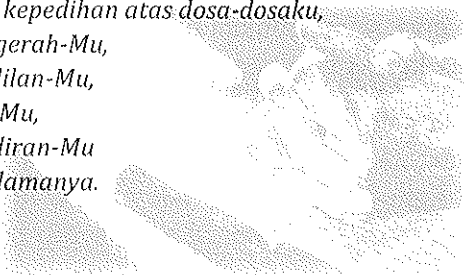 kepedihan atas dosa-dosaku,
gerah-Mu,
dilan-Mu,
Mu,
diran-Mu
lamanya.